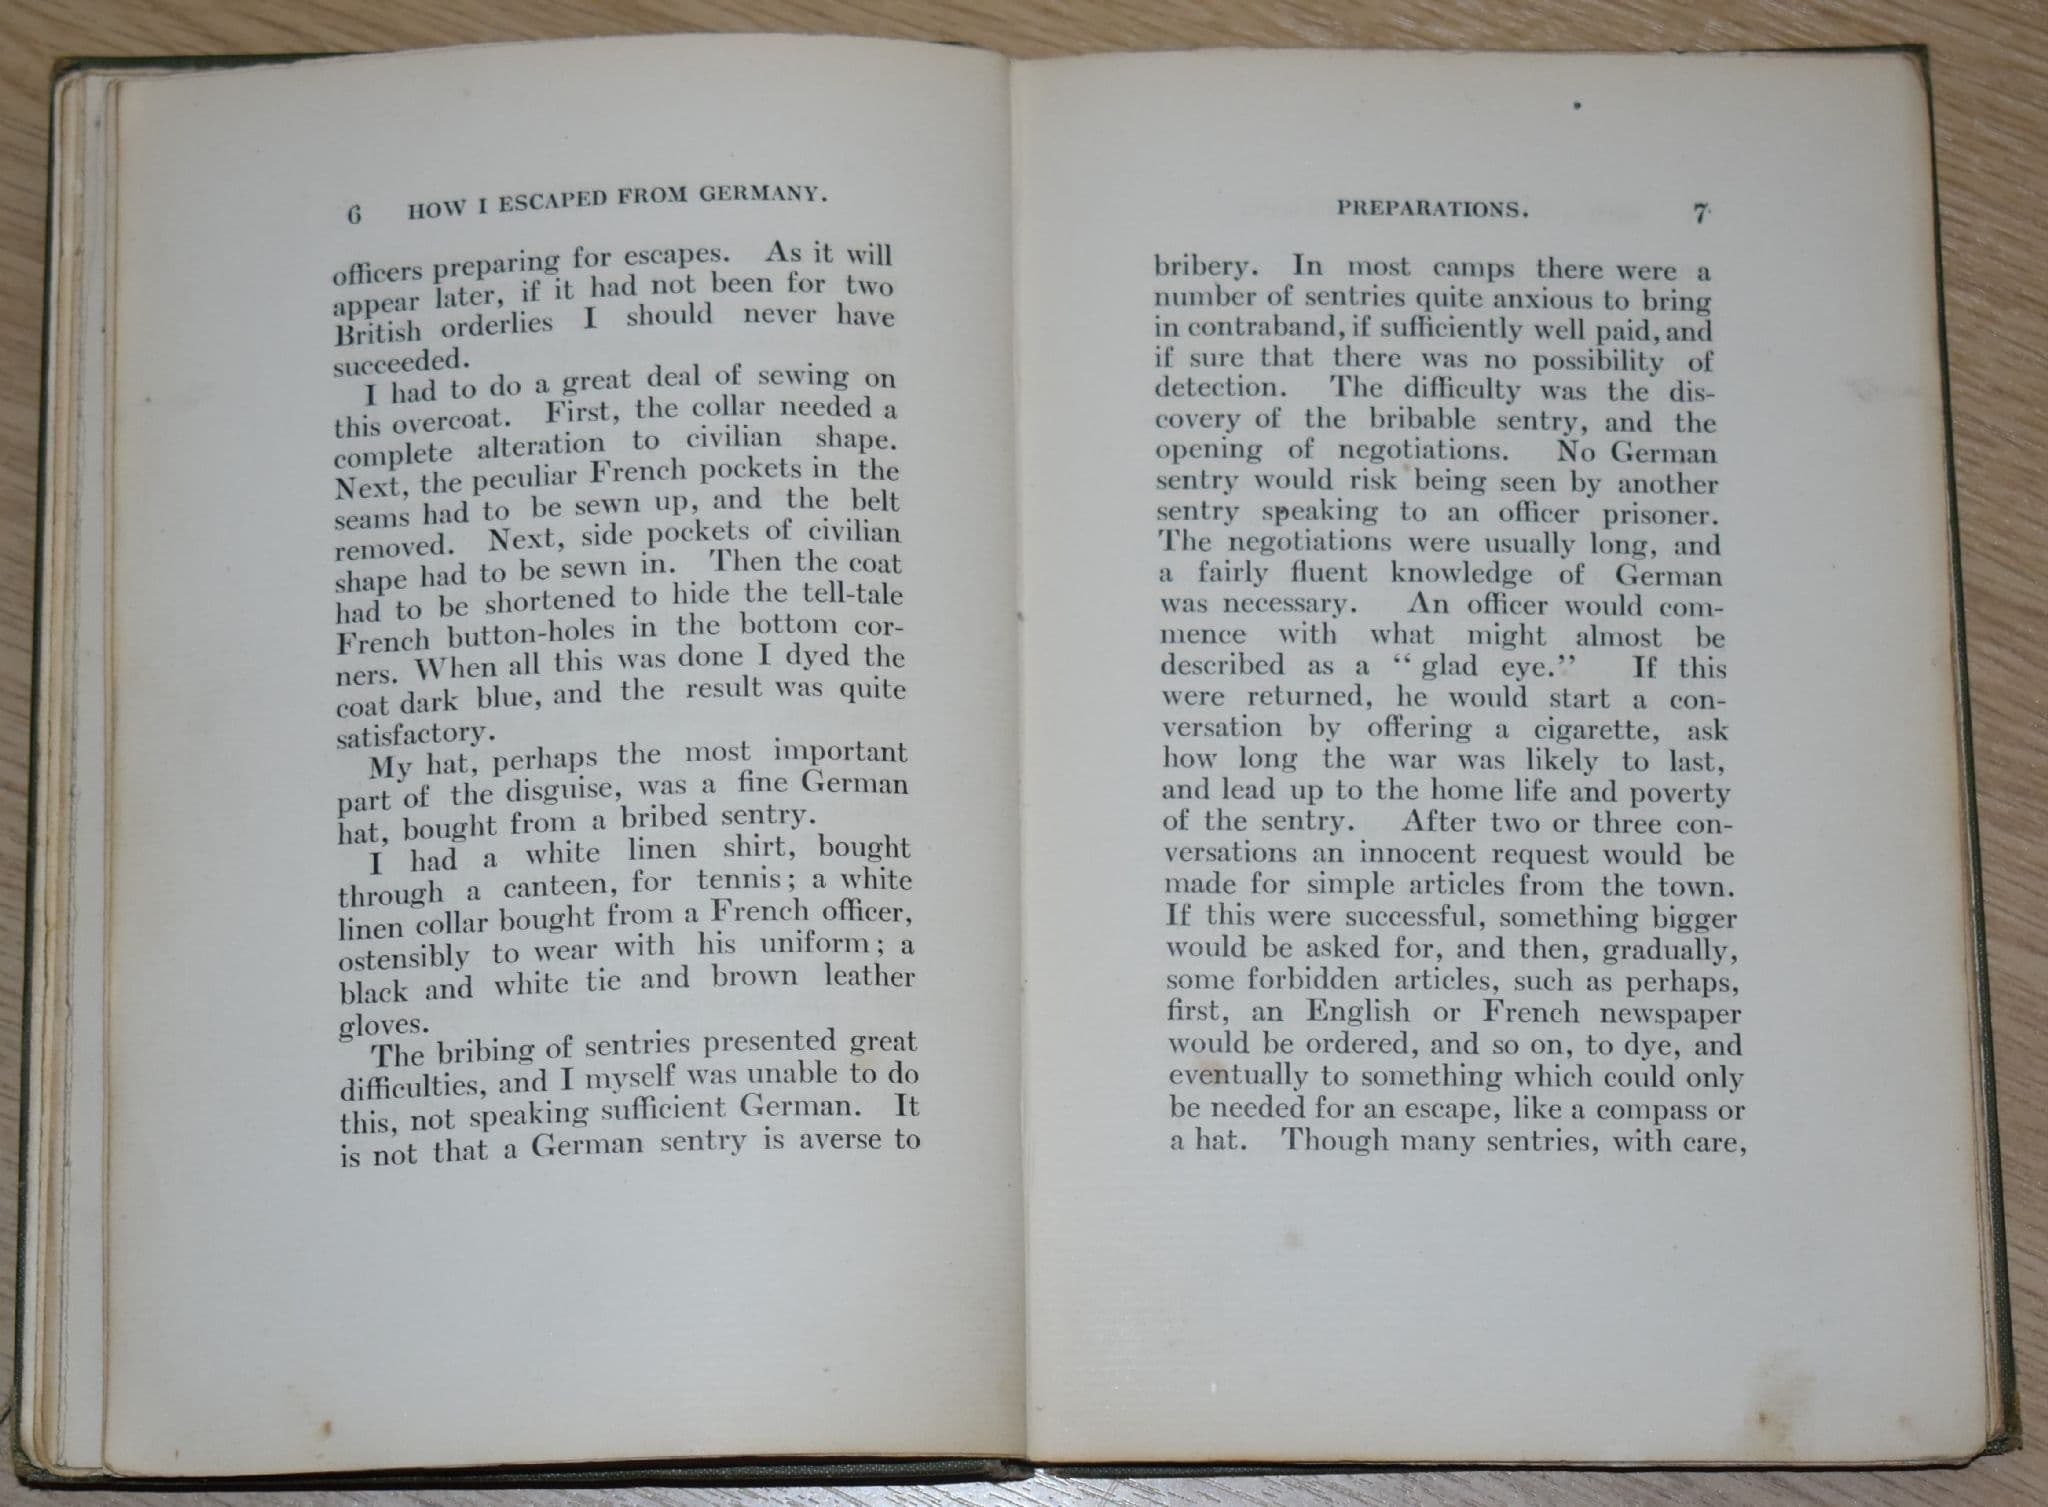 6 HOW I ESCAPED FROM GERMANY.
officers preparing for escapes. As it will
appear later, if it had not been for two
British orderlies I should never have
succeeded.
I had to do a great deal of sewing on
this overcoat. First, the collar needed a
complete alteration to civilian shape.
Next, the peculiar French pockets in the
seams had to be sewn up, and the belt
removed. Next, side pockets of civilian
shape had to be sewn in. Then the coat
had to be shortened to hide the tell-tale
French button-holes in the bottom cor-
ners. When all this was done I dyed the
coat dark blue, and the result was quite
satisfactory.
My hat, perhaps the most important
part of the disguise, was a fine German
hat, bought from a bribed sentry.
I had a white linen shirt, bought
through a canteen, for tennis; a white
linen collar bought from a French officer,
ostensibly to wear with his uniform; a
black and white tie and brown leather
gloves.
The bribing of sentries presented great
difficulties, and I myself was unable to do
this, not speaking sufficient German. It
is not that a German sentry is averse to
PREPARATIONS. 7
bribery. In most camps there were a
number of sentries quite anxious to bring
in contraband, if sufficiently well paid, and
if sure that there was no possibility of
detection. The difficulty was the dis-
covery of the bribable sentry, and the
opening of negotiations. No German
sentry would risk being seen by another
sentry speaking to an officer prisoner.
The negotiations were usually long, and
a fairly fluent knowledge of German
was necessary. An officer would com-
mence with what might almost be
described as a “ glad eye.” If this
were returned, he would start a con-
versation by offering a cigarette, ask
how long the war was likely to last,
and lead up to the home life and poverty
of the sentry. After two or three con-
versations an innocent request would be
made for simple articles from the town.
If this were successful, something bigger
would be asked for, and then, gradually,
some forbidden articles, such as perhaps,
first, an English or French newspaper
would be ordered, and so on, to dye, and
eventually to something which could only
be needed for an escape, like a compass or
a hat. Though many sentries, with care,